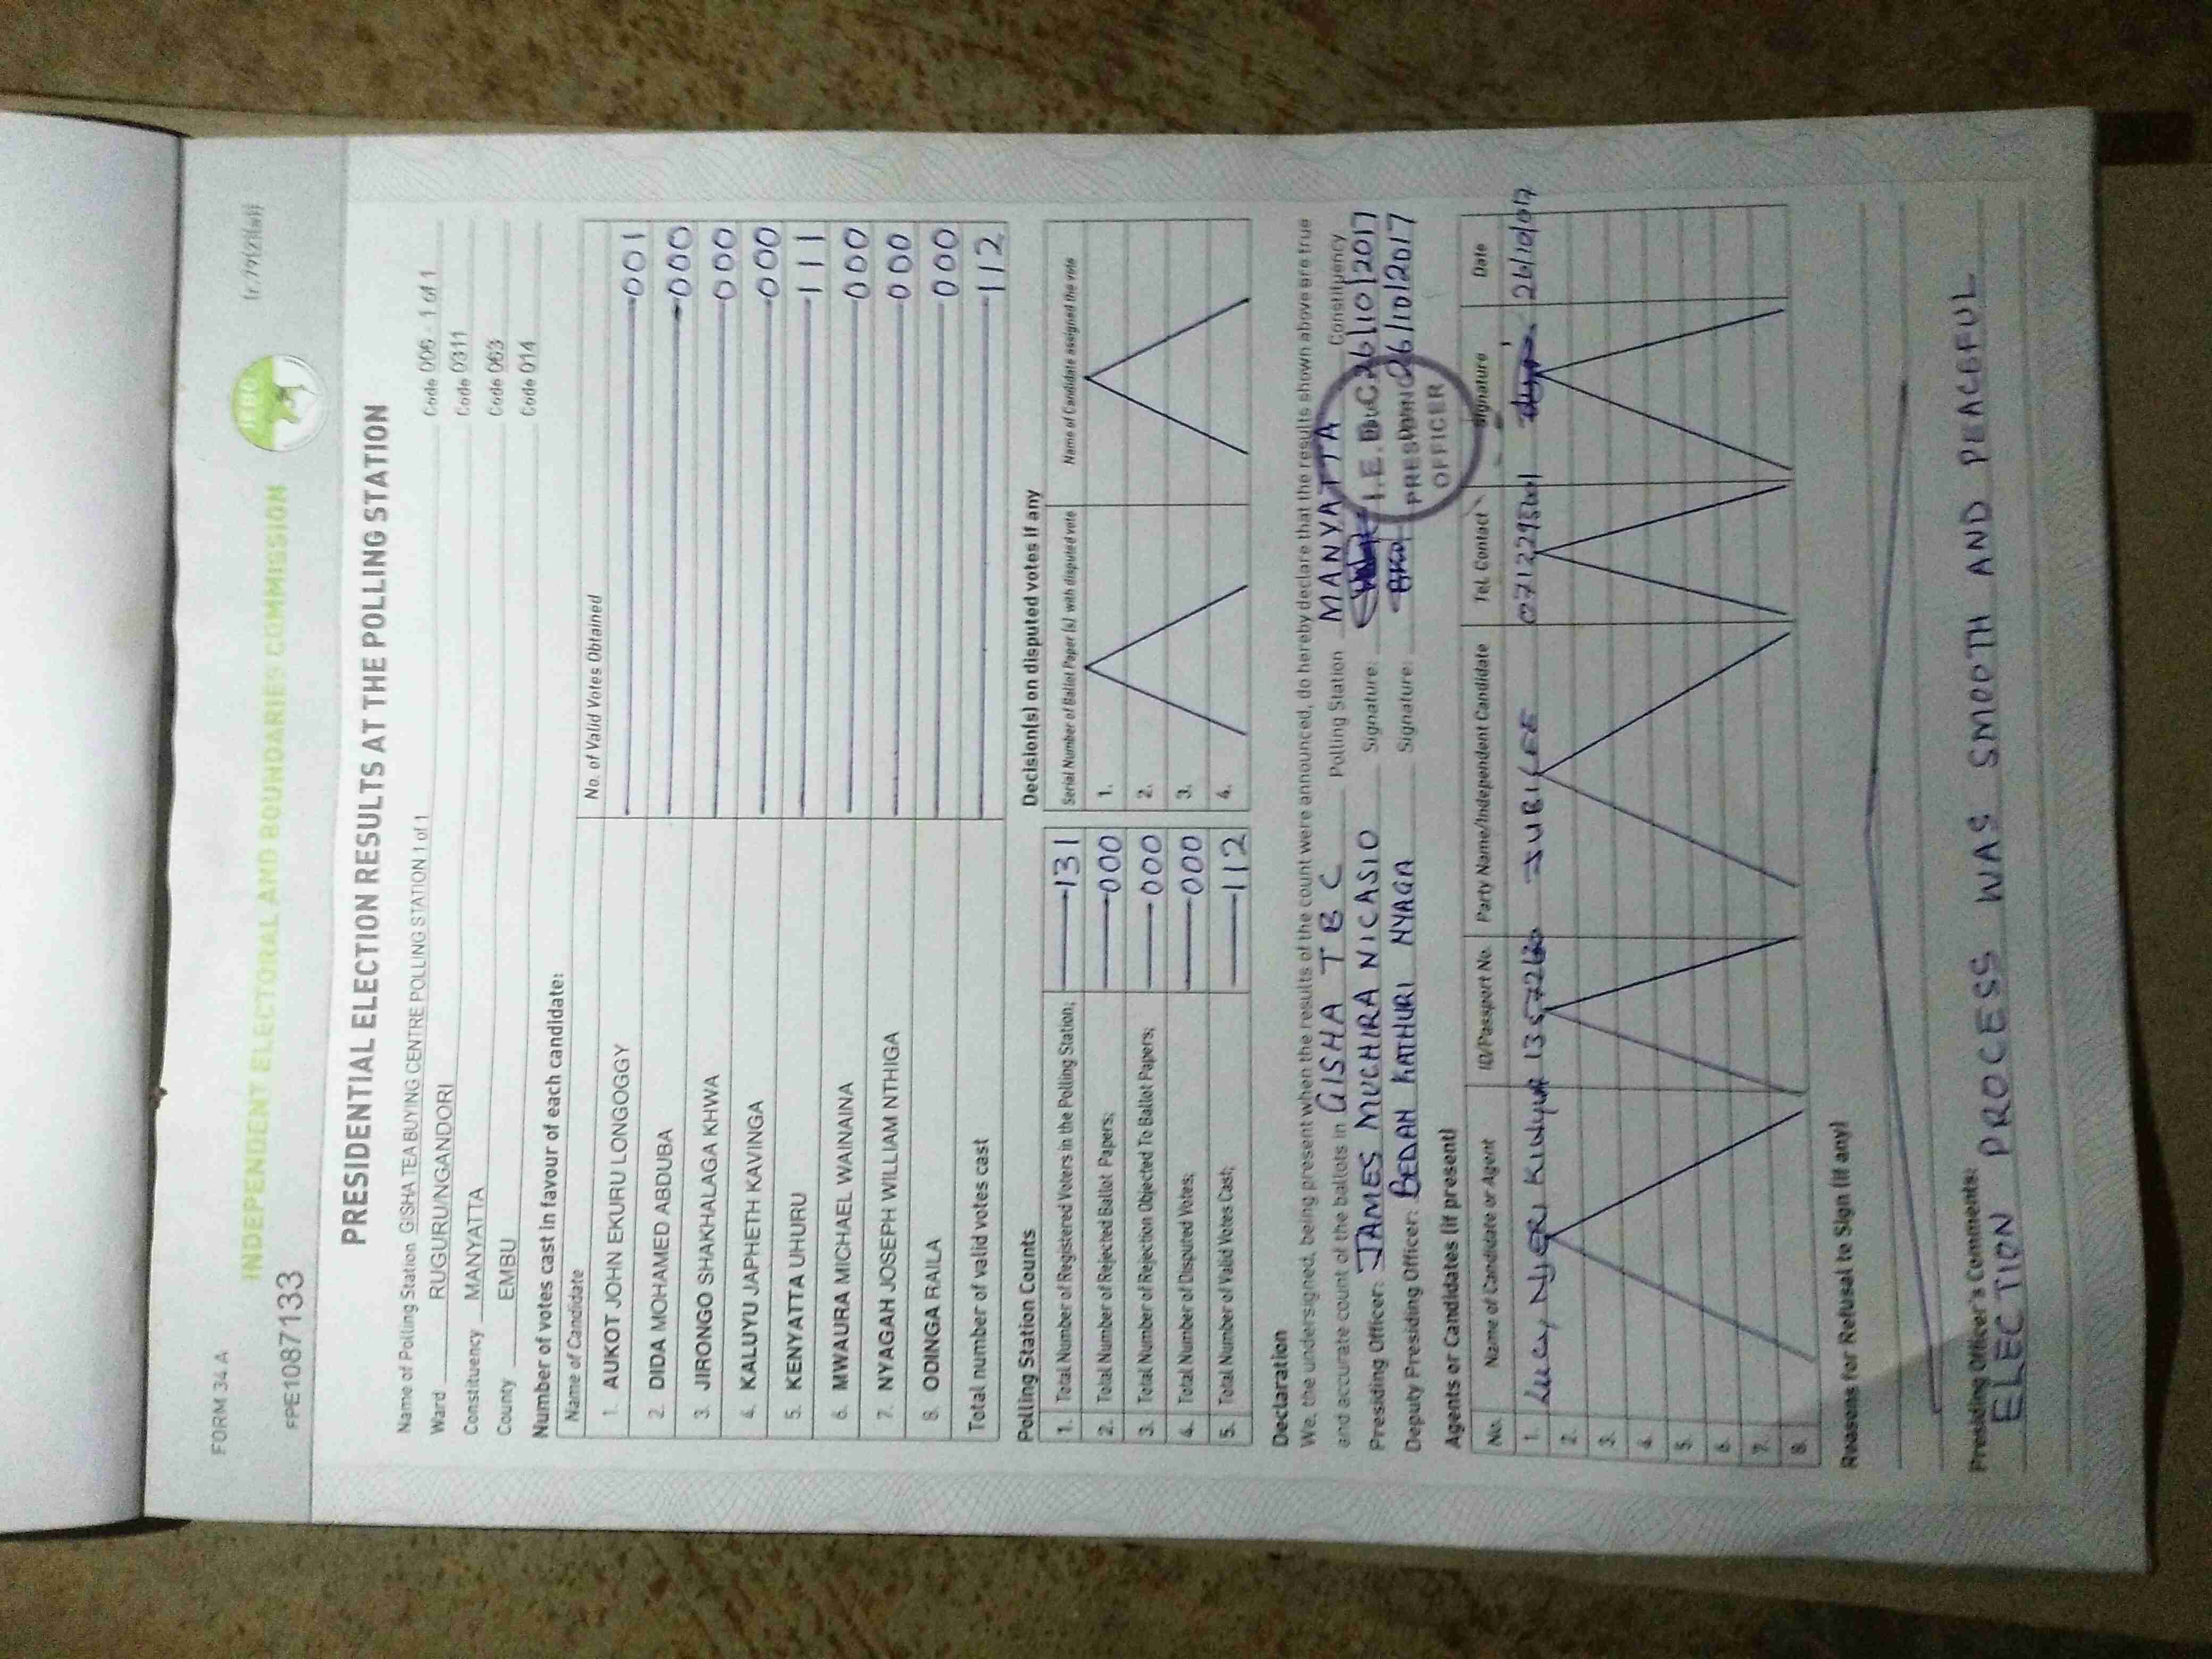 FORM 34 A
INDEPENDENT ELECTORAL AND BOUNDARIES COMMISSION
IEBC
FPE1087133
PRESIDENTIAL ELECTION RESULTS AT THE POLLING STATION
Name of Polling Station GISHA TEA BUYING CENTRE POLLING STATION 1 of 1 Code 006 - 1 of 1
Ward RUGURU/NGANDORI Code 0311
Constituency MANYATTA Code 063
County EMBU Code 014
Number of votes cast in favour of each candidate:
Name of Candidate No. of Valid Votes Obtained
1. AUKOT JOHN EKURU LONGOGGY 001
2. DIDA MOHAMED ABDUBA 000
3. JIRONGO SHAKHALAGA KHWA 000
4. KALUYU JAPHETH KAVINGA 000
5. KENYATTA UHURU 111
6. MWAURA MICHAEL WAINAINA 000
7. NYAGAH JOSEPH WILLIAM NTHIGA 000
8. ODINGA RAILA 000
Total number of valid votes cast 112
Polling Station Counts
1. Total Number of Registered Voters in the Polling Station; 131
2. Total Number of Rejected Ballot Papers; 000
3. Total Number of Rejection Objected To Ballot Papers; 000
4. Total Number of Disputed Votes; 000
5. Total Number of Valid Votes Cast; 112
Decision(s) on disputed votes if any
Serial Number of Ballot Paper (s) with disputed vote Name of Candidate assigned the vote
1.
2.
3.
4.
Declaration
We, the undersigned, being present when the results of the count were announced, do hereby declare that the results shown above are true
and accurate count of the ballots in GISHA T B C Polling Station MANYATTA Constituency
Presiding Officer: JAMES MUCHIRA NICASIO Signature: 26/10/2017
Deputy Presiding Officer: BEDAH KATHURI NYAGA Signature: 26/10/2017
I.E.B.C
PRESIDING
OFFICER
Agents or Candidates (if present)
No. Name of Candidate or Agent ID/Passport No. Party Name/Independent Candidate Tel. Contact Signature Date
1. Lucy NJERI JUBILEE 26/10/017
2.
3.
4.
5.
6.
7.
8.
Reasons for Refusal to Sign (if any)
Presiding Officer's Comments:
ELECTION PROCESS WAS SMOOTH AND PEACEFUL